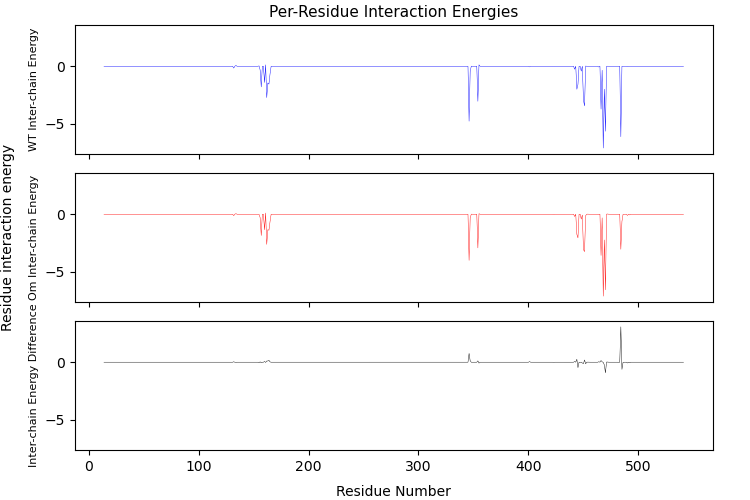 Per-Residue Interaction Energies
Residue interaction energy
WT Inter-chain Energy
0
−5
Om Inter-chain Energy
0
−5
Inter-chain Energy Difference
0
−5
0
100
200
300
400
500
Residue Number